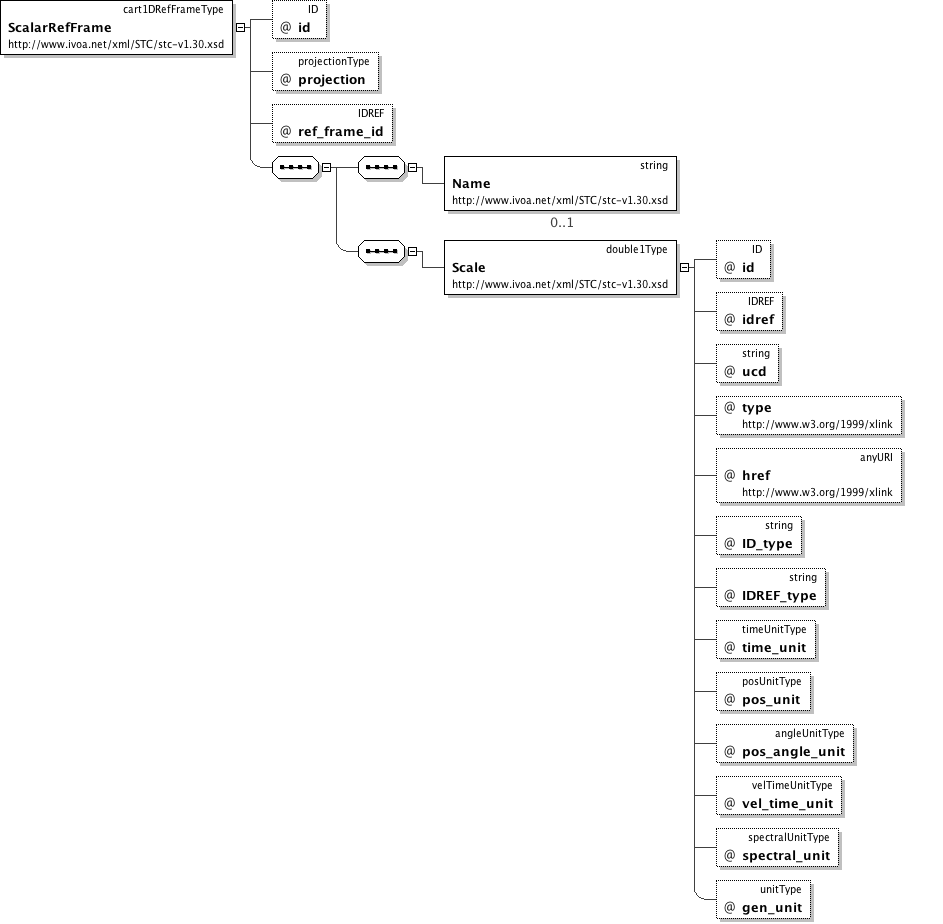 cart1DRefFrameType
ScalarRefFrame
http://www.ivoa.net/xml/STC/stc-v1.30.xsd
ID
@ id
projectionType
@ projection
IDREF
@ ref_frame_id
string
Name
http://www.ivoa.net/xml/STC/stc-v1.30.xsd
0..1
double1Type
Scale
http://www.ivoa.net/xml/STC/stc-v1.30.xsd
ID
@ id
IDREF
@ idref
string
@ ucd
@ type
http://www.w3.org/1999/xlink
anyURI
@ href
http://www.w3.org/1999/xlink
string
@ ID_type
string
@ IDREF_type
timeUnitType
@ time_unit
posUnitType
@ pos_unit
angleUnitType
@ pos_angle_unit
velTimeUnitType
@ vel_time_unit
spectralUnitType
@ spectral_unit
unitType
@ gen_unit